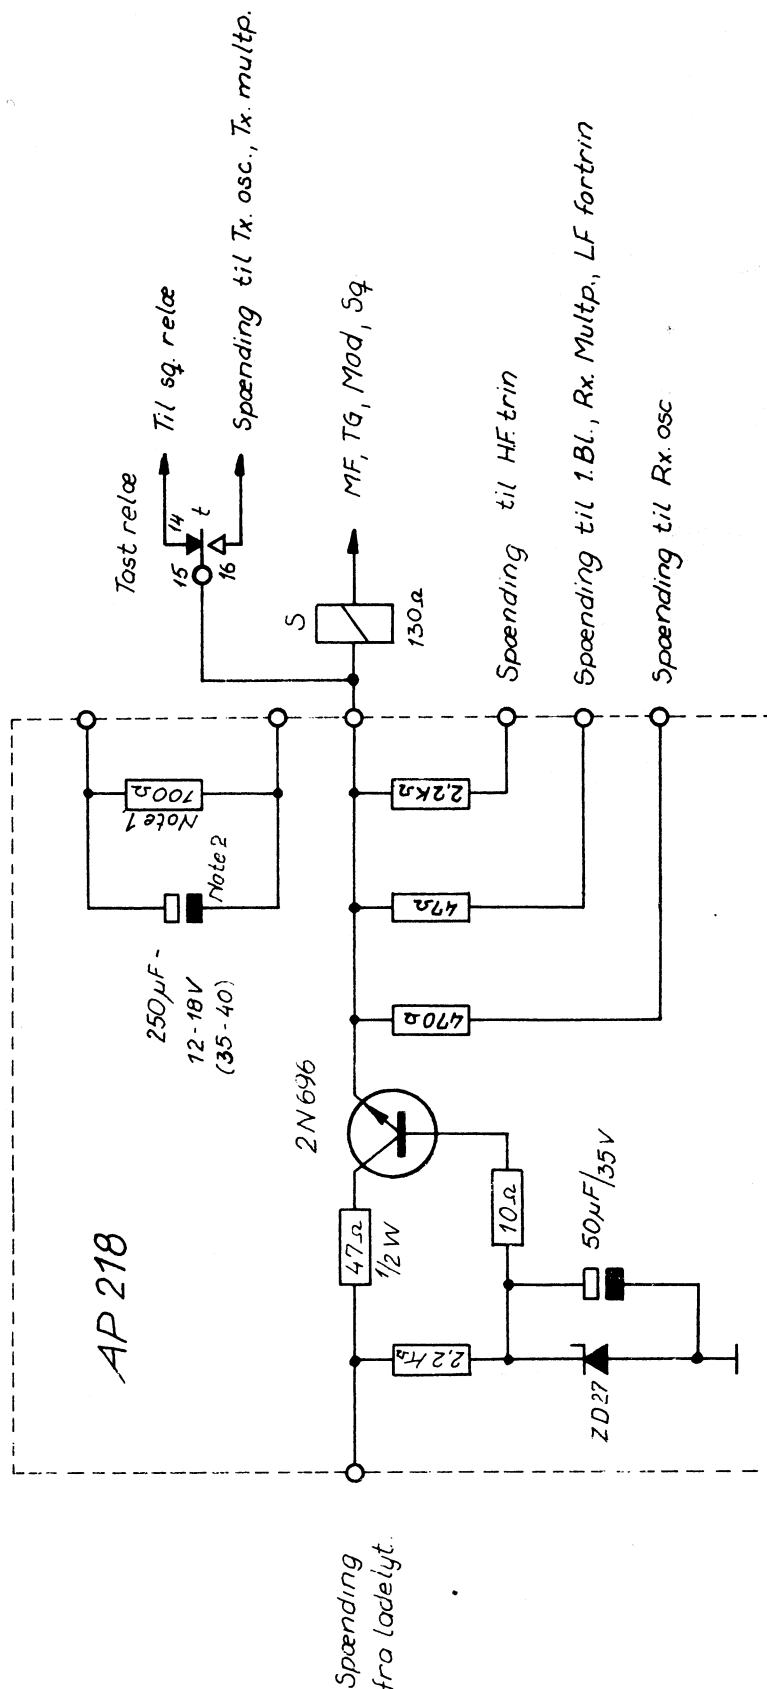 AP 218
Spænding
fra ladelyt.
47Ω
1/2 W
2,2KΩ
ZD27
50µF/35V
10Ω
2N696
250µF-
12-18V
(35-40)
Note 2
100Ω
Note 1
470Ω
47Ω
2,2KΩ
Tast relæ
15
14
16
t
Til sq. relæ
Spænding til Tx. osc., Tx. multp.
S
130Ω
MF, TG, Mod, Sq
Spænding til HF. trin
Spænding til 1.Bl., Rx. Multp., LF fortrin
Spænding til Rx. osc